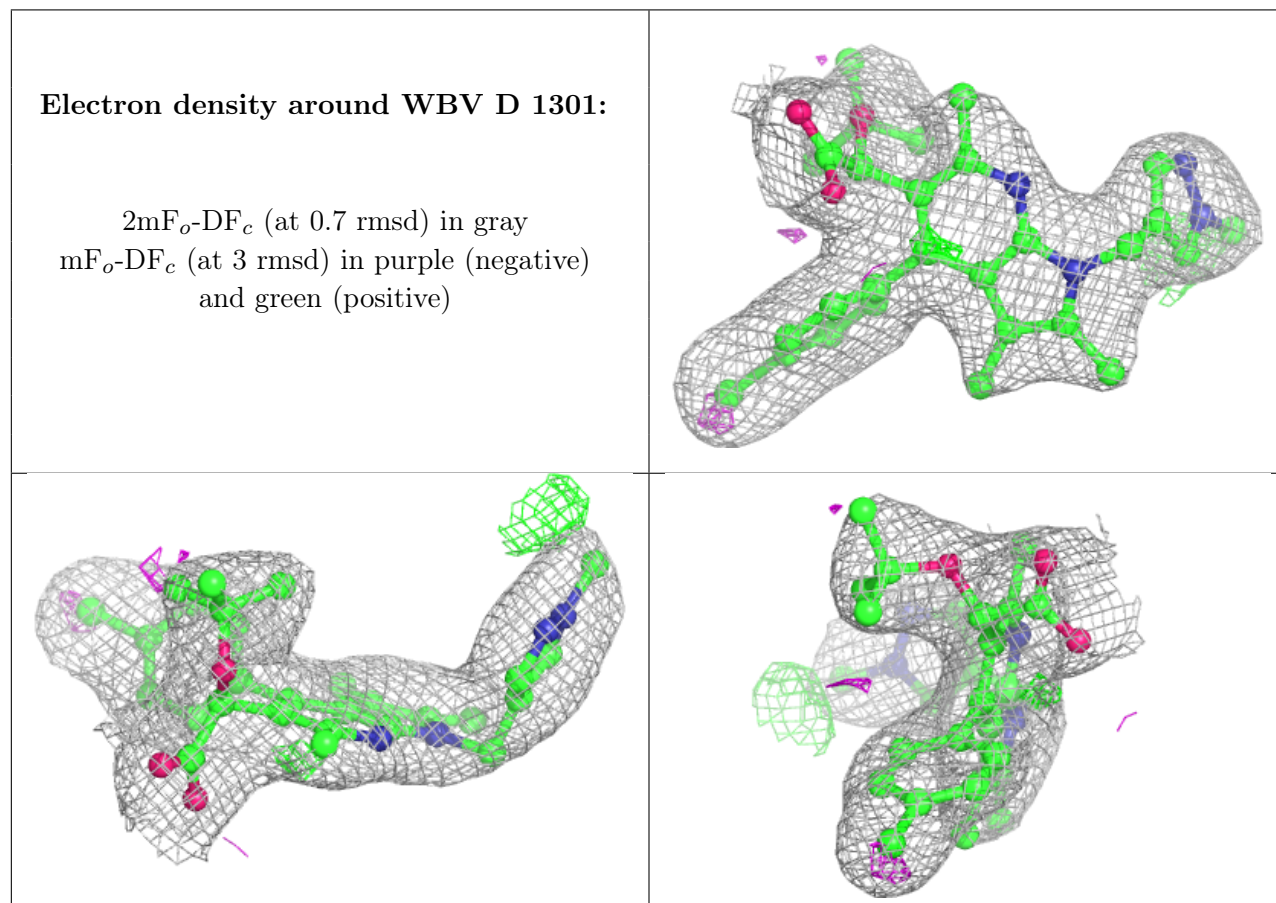 Electron density around WBV D 1301:
2mFo-DFc (at 0.7 rmsd) in gray
mFo-DFc (at 3 rmsd) in purple (negative)
and green (positive)